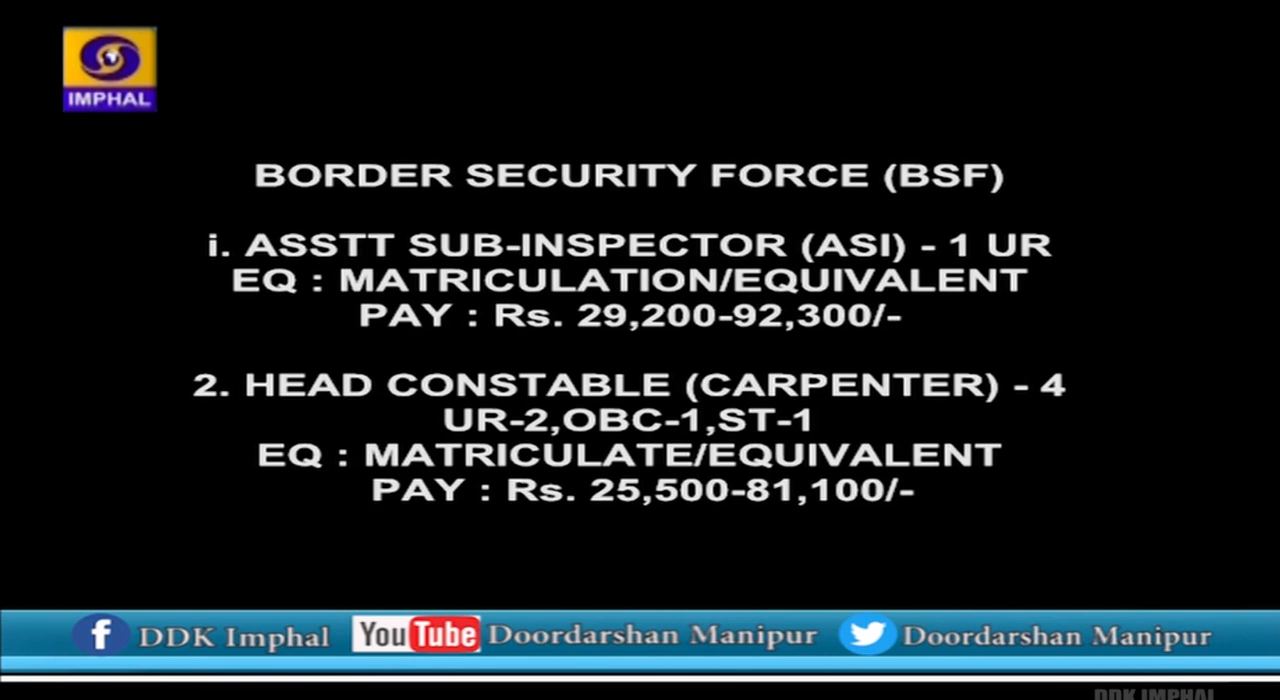 IMPHAL
BORDER SECURITY FORCE (BSF)
i. ASSTT SUB-INSPECTOR (ASI) - 1 UR
EQ : MATRICULATION/EQUIVALENT
PAY : Rs. 29,200-92,300/-
2. HEAD CONSTABLE (CARPENTER) - 4
UR-2,OBC-1,ST-1
EQ : MATRICULATE/EQUIVALENT
PAY : Rs. 25,500-81,100/-
f DDK Imphal YouTube Doordarshan Manipur Doordarshan Manipur
DDK IMPHAL